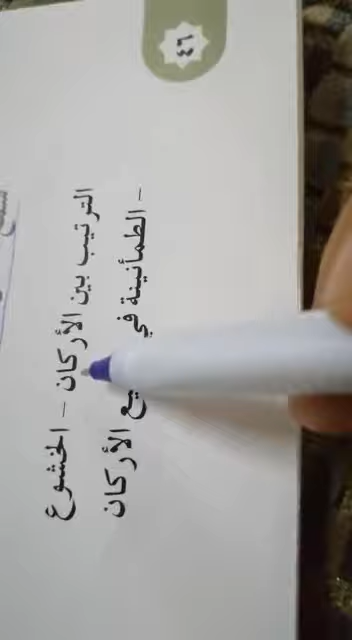 الترتيب بين الأركان – الخشوع
– الطمأنينة في الأركان
٤٦